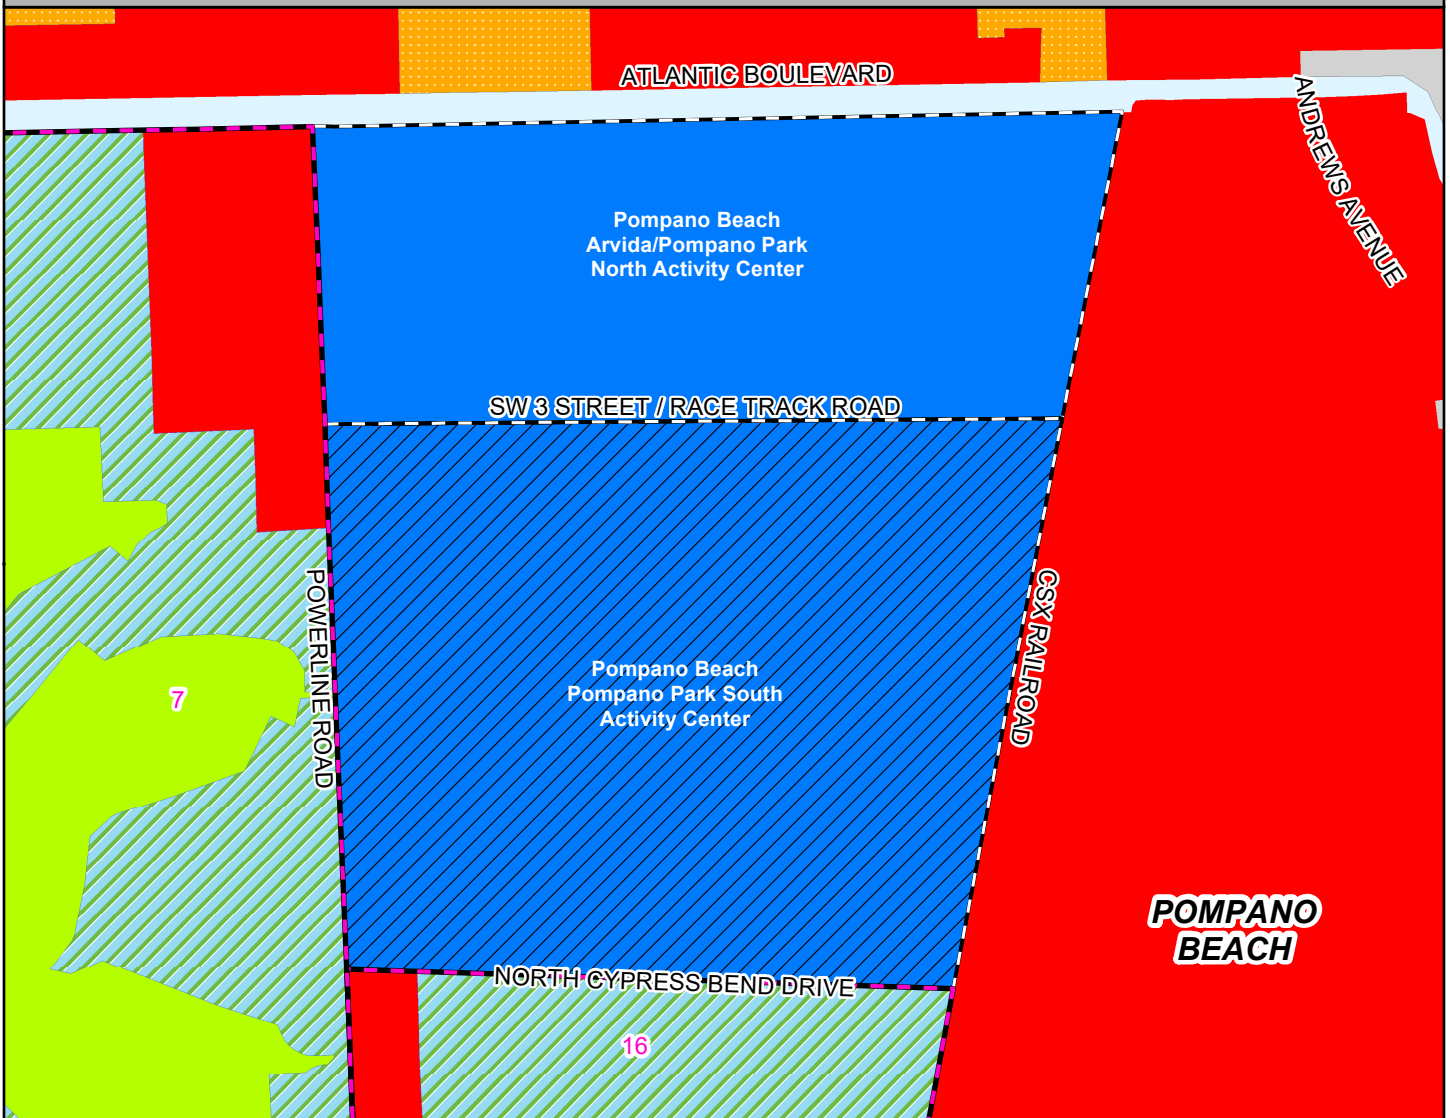 ATLANTIC BOULEVARD
ANDREWS AVENUE
Pompano Beach
Arvida/Pompano Park
North Activity Center
SW 3 STREET / RACE TRACK ROAD
POWERLINE ROAD
CSX RAILROAD
Pompano Beach
Pompano Park South
Activity Center
7
POMPANO
BEACH
NORTH CYPRESS BEND DRIVE
16